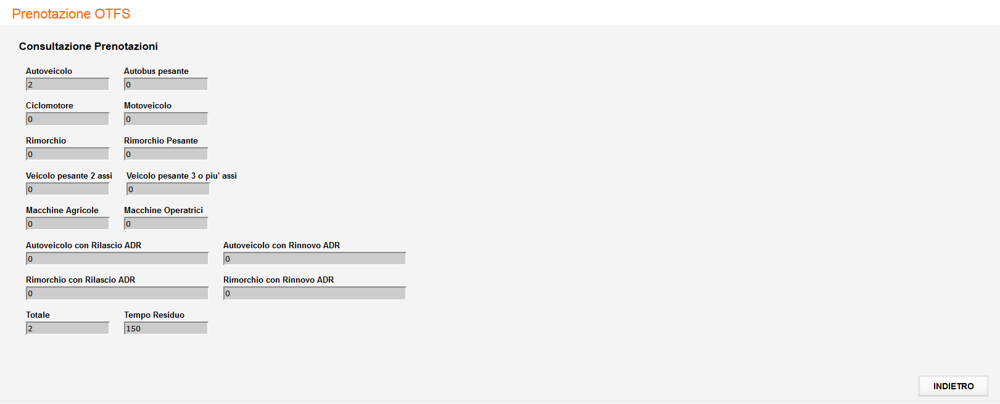 Prenotazione OTFS
Consultazione Prenotazioni
Autoveicolo Autobus pesante
2 0
Ciclomotore Motoveicolo
0 0
Rimorchio Rimorchio Pesante
0 0
Veicolo pesante 2 assi Veicolo pesante 3 o piu' assi
0 0
Macchine Agricole Macchine Operatrici
0 0
Autoveicolo con Rilascio ADR Autoveicolo con Rinnovo ADR
0 0
Rimorchio con Rilascio ADR Rimorchio con Rinnovo ADR
0 0
Totale Tempo Residuo
2 150
INDIETRO